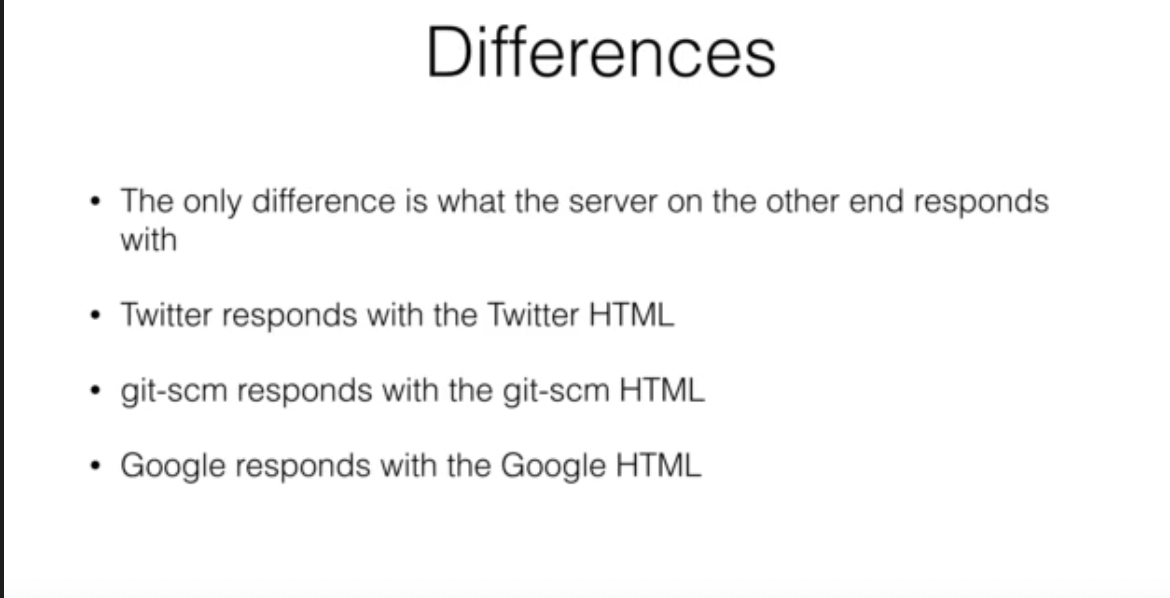 Differences
• The only difference is what the server on the other end responds
with
• Twitter responds with the Twitter HTML
• git-scm responds with the git-scm HTML
• Google responds with the Google HTML